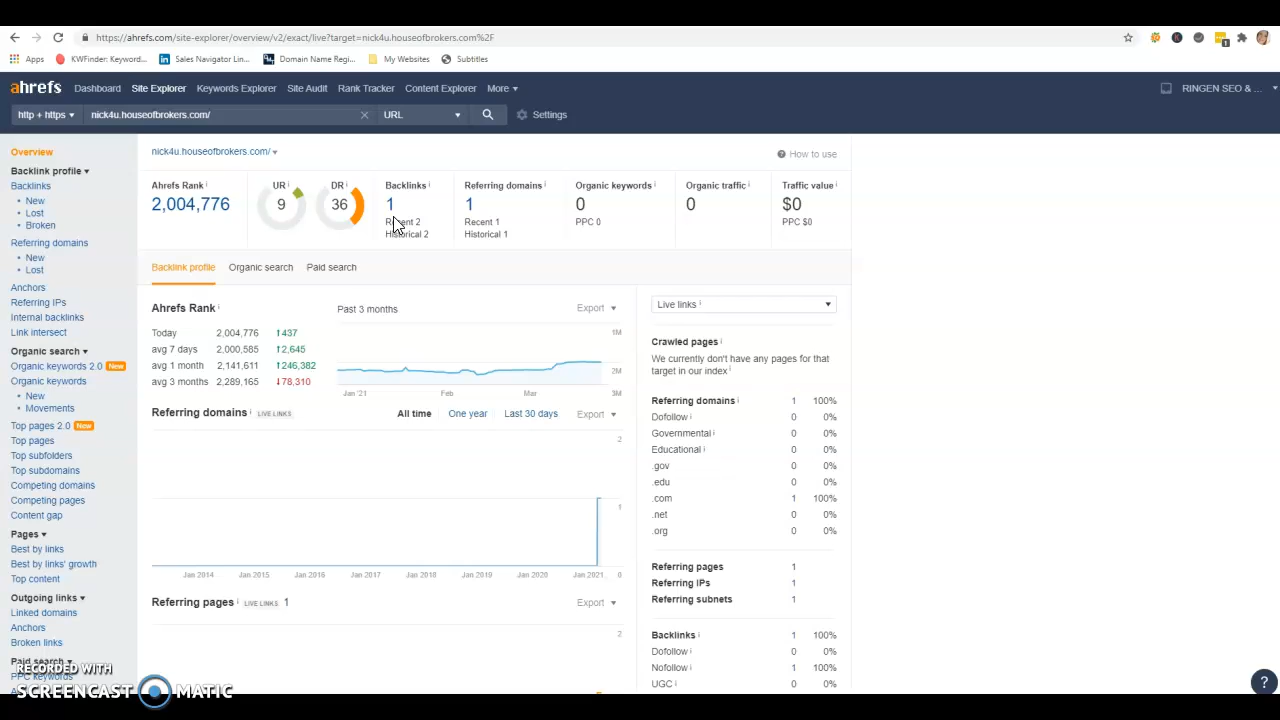 https://ahrefs.com/site-explorer/overview/v2/exact/live?target=nick4u.houseofbrokers.com%2F
Apps KWFinder: Keyword... Sales Navigator Lin... Domain Name Regi... My Websites Subtitles
ahrefs Dashboard Site Explorer Keywords Explorer Site Audit Rank Tracker Content Explorer More RINGEN SEO & ...
http + https nick4u.houseofbrokers.com/ URL Settings
Overview
Backlink profile
Backlinks
New
Lost
Broken
Referring domains
New
Lost
Anchors
Referring IPs
Internal backlinks
Link intersect
Organic search
Organic keywords 2.0 New
Organic keywords
New
Movements
Top pages 2.0 New
Top pages
Top subfolders
Top subdomains
Competing domains
Competing pages
Content gap
Pages
Best by links
Best by links' growth
Top content
Outgoing links
Linked domains
Anchors
Broken links
Paid search
PPC keywords
nick4u.houseofbrokers.com/
How to use
Ahrefs Rank UR DR Backlinks Referring domains Organic keywords Organic traffic Traffic value
2,004,776 9 36 1 1 0 0 $0
Recent 2 Recent 1 PPC 0 PPC $0
Historical 2 Historical 1
Backlink profile Organic search Paid search
Ahrefs Rank Past 3 months Export
Today 2,004,776 ↑437
avg 7 days 2,000,585 ↑2,645
avg 1 month 2,141,611 ↑246,382
avg 3 months 2,289,165 ↓78,310
1M
2M
3M
Jan '21 Feb Mar
Referring domains LIVE LINKS All time One year Last 30 days Export
2
1
0
Jan 2014 Jan 2015 Jan 2016 Jan 2017 Jan 2018 Jan 2019 Jan 2020 Jan 2021
Referring pages LIVE LINKS 1 Export
2
Live links
Crawled pages
We currently don't have any pages for that
target in our index
Referring domains 1 100%
Dofollow 0 0%
Governmental 0 0%
Educational 0 0%
.gov 0 0%
.edu 0 0%
.com 1 100%
.net 0 0%
.org 0 0%
Referring pages 1
Referring IPs 1
Referring subnets 1
Backlinks 1 100%
Dofollow 0 0%
Nofollow 1 100%
UGC 0 0%
RECORDED WITH
SCREENCAST MATIC